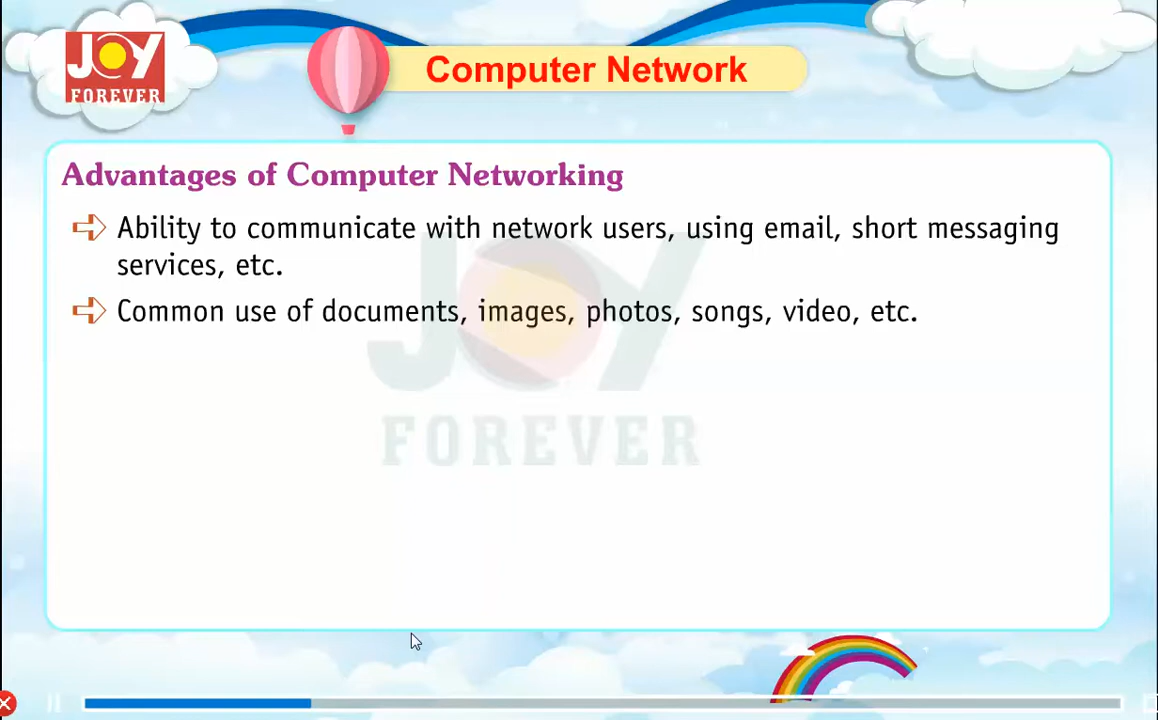 JOY
FOREVER
Computer Network
Advantages of Computer Networking
Ability to communicate with network users, using email, short messaging
services, etc.
Common use of documents, images, photos, songs, video, etc.
JOY
FOREVER